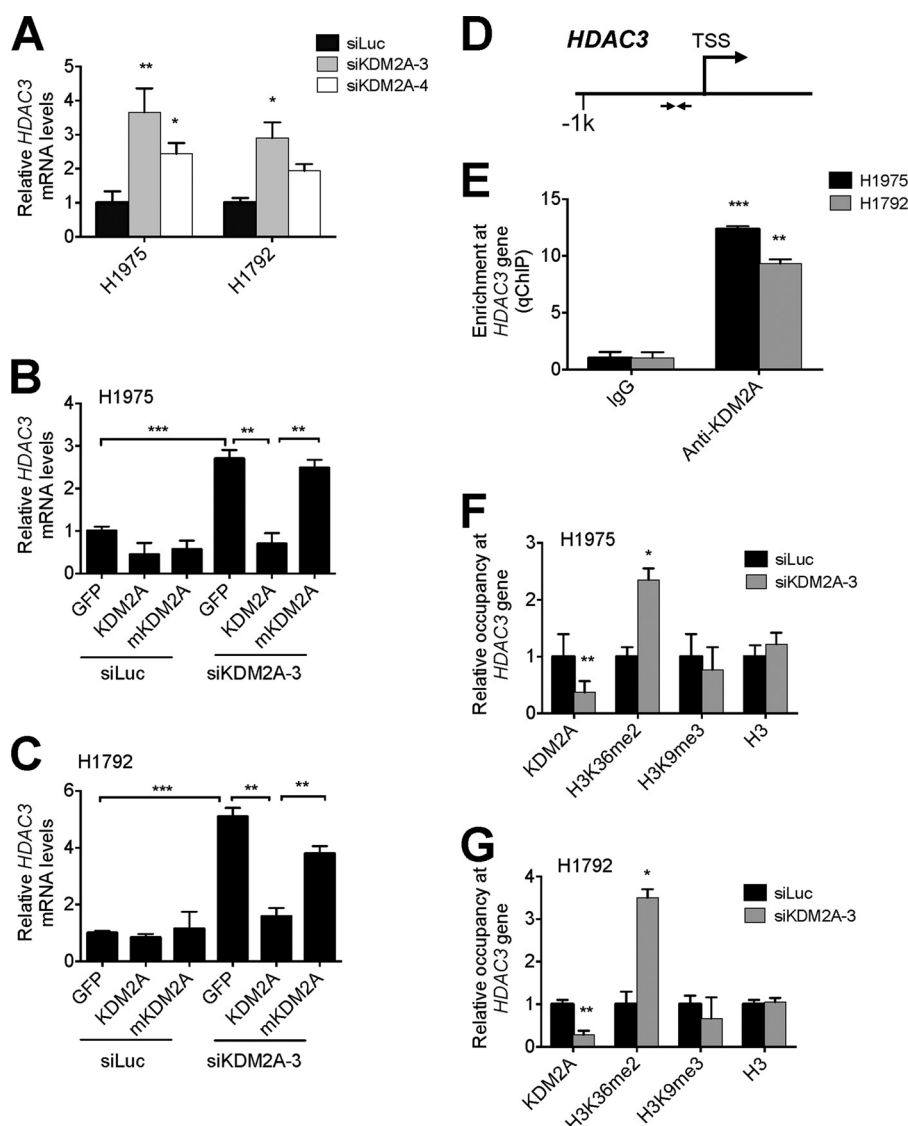 A
siLuc
siKDM2A-3
siKDM2A-4
Relative HDAC3
mRNA levels
5
4
3
2
1
0
**
*
*
H1975
H1792
B
H1975
Relative HDAC3
mRNA levels
4
3
2
1
0
***
**
**
GFP
KDM2A
mKDM2A
GFP
KDM2A
mKDM2A
siLuc
siKDM2A-3
C
H1792
Relative HDAC3
mRNA levels
6
4
2
0
***
**
**
GFP
KDM2A
mKDM2A
GFP
KDM2A
mKDM2A
siLuc
siKDM2A-3
D
HDAC3
TSS
-1k
E
H1975
H1792
Enrichment at
HDAC3 gene
(qChIP)
15
10
5
0
***
**
IgG
Anti-KDM2A
F
H1975
siLuc
siKDM2A-3
Relative occupancy at
HDAC3 gene
3
2
1
0
**
*
KDM2A
H3K36me2
H3K9me3
H3
G
H1792
siLuc
siKDM2A-3
Relative occupancy at
HDAC3 gene
4
3
2
1
0
**
*
KDM2A
H3K36me2
H3K9me3
H3